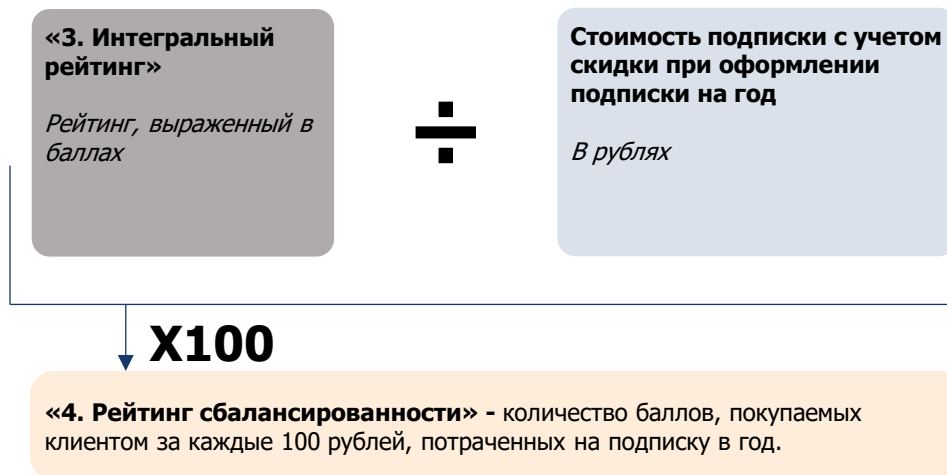 «3. Интегральный
рейтинг»
Рейтинг, выраженный в
баллах
÷
Стоимость подписки с учетом
скидки при оформлении
подписки на год
В рублях
X100
«4. Рейтинг сбалансированности» - количество баллов, покупаемых
клиентом за каждые 100 рублей, потраченных на подписку в год.